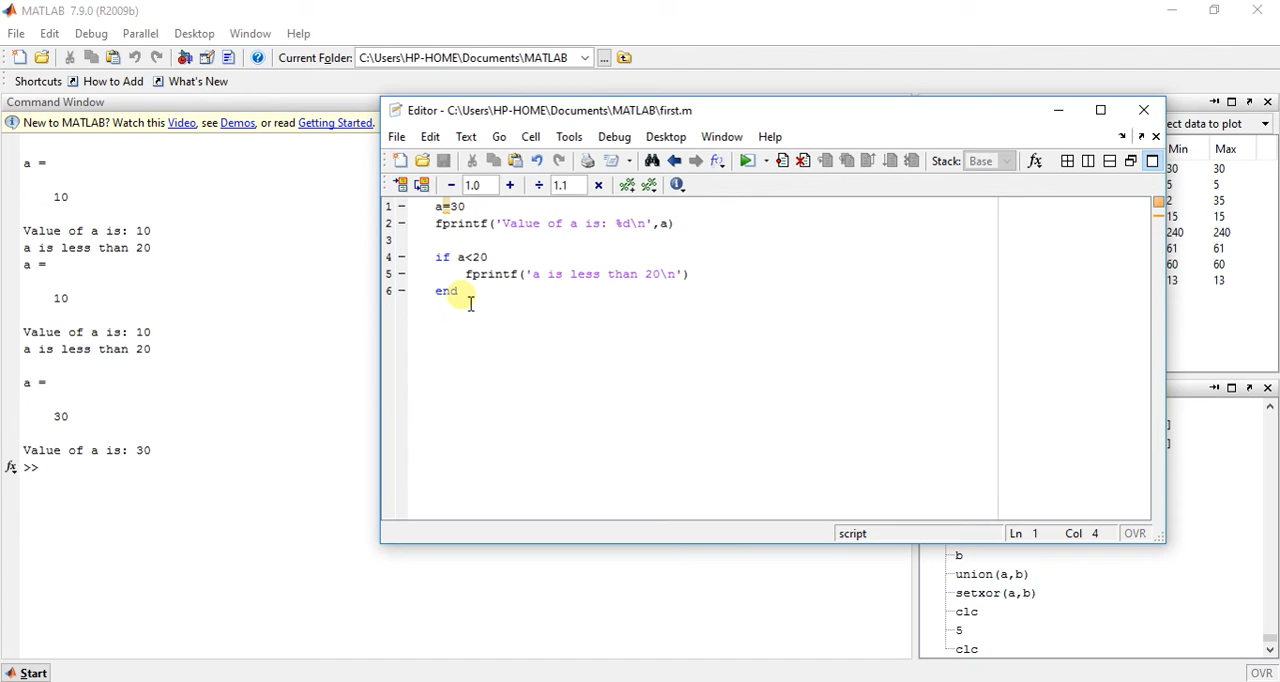 MATLAB 7.9.0 (R2009b)
File Edit Debug Parallel Desktop Window Help
Current Folder: C:\Users\HP-HOME\Documents\MATLAB ...
Shortcuts How to Add What's New
Command Window
New to MATLAB? Watch this Video, see Demos, or read Getting Started.
a =
10
Value of a is: 10
a is less than 20
a =
10
Value of a is: 10
a is less than 20
a =
30
Value of a is: 30
fx >>
Editor - C:\Users\HP-HOME\Documents\MATLAB\first.m
File Edit Text Go Cell Tools Debug Desktop Window Help
Stack: Base fx
− 1.0 + ÷ 1.1 ×
1 − a=30
2 − fprintf('Value of a is: %d\n',a)
3
4 − if a<20
5 − fprintf('a is less than 20\n')
6 − end
script Ln 1 Col 4 OVR
ect data to plot
Min Max
30 30
5 5
2 35
15 15
240 240
61 61
60 60
13 13
]
]
b
union(a,b)
setxor(a,b)
clc
5
clc
Start
OVR